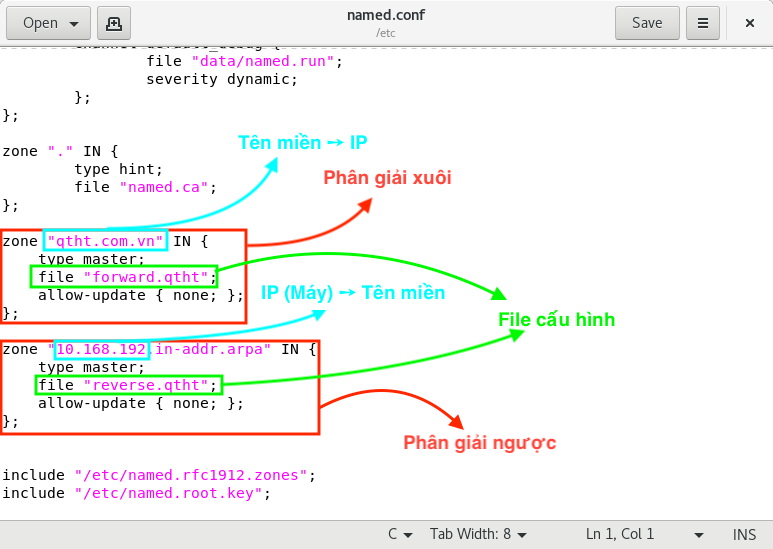 Open
named.conf
/etc
Save
channel default_debug {
file "data/named.run";
severity dynamic;
};
};
zone "." IN {
type hint;
file "named.ca";
};
Tên miền → IP
Phân giải xuôi
zone "qtht.com.vn" IN {
type master;
file "forward.qtht";
allow-update { none; };
};
IP (Máy) → Tên miền
File cấu hình
zone "10.168.192.in-addr.arpa" IN {
type master;
file "reverse.qtht";
allow-update { none; };
};
Phân giải ngược
include "/etc/named.rfc1912.zones";
include "/etc/named.root.key";
C Tab Width: 8 Ln 1, Col 1 INS